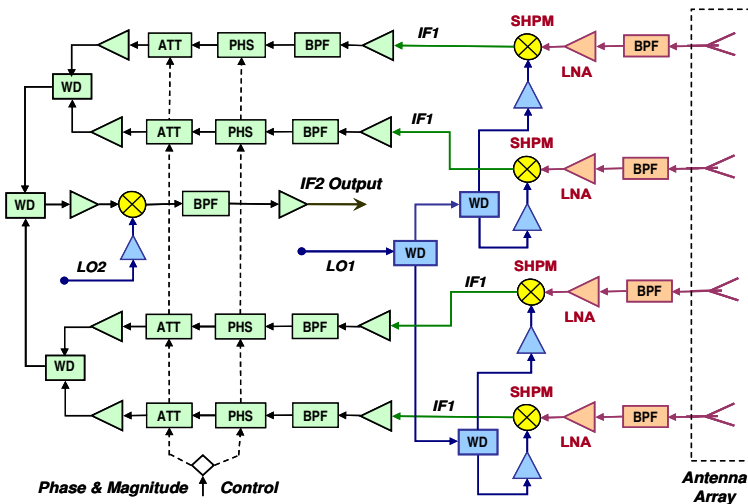 SHPM
IF1
ATT PHS BPF BPF
LNA
WD
IF1
SHPM
ATT PHS BPF BPF
LNA
IF2 Output
WD BPF WD
WD
LO2 LO1
SHPM
IF1
ATT PHS BPF BPF
LNA
WD
SHPM
IF1
ATT PHS BPF BPF
LNA
WD
Phase & Magnitude Control
Antenna
Array